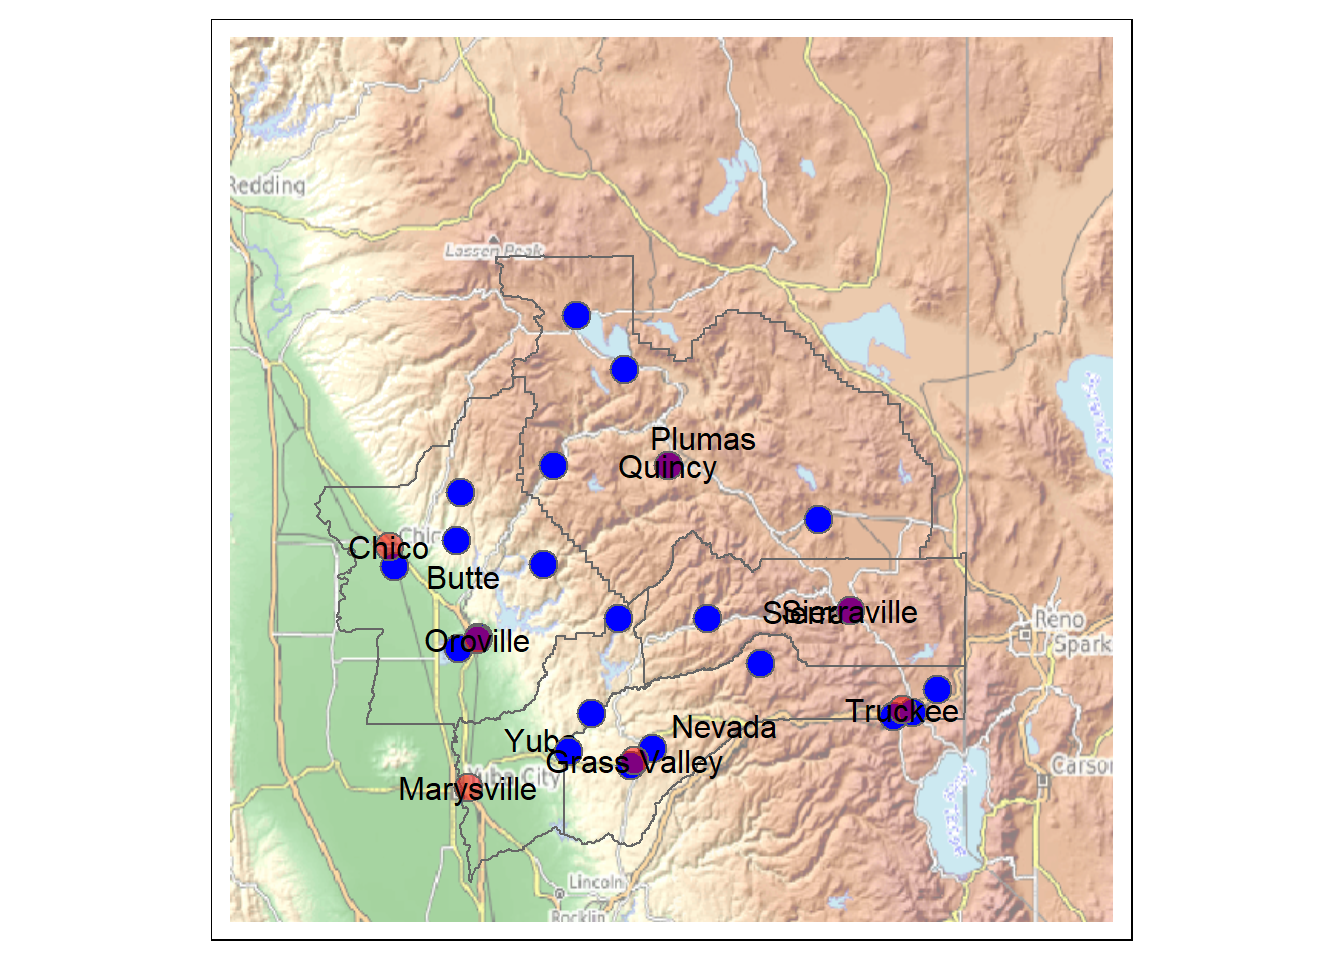 Redding
Lassen Peak
Plumas
Quincy
Chico
Butte
Sierra
Sierraville
Reno
Oroville
Sparks
Truckee
Nevada
Yuba
Grass Valley
Yuba City
Carson
Marysville
Lincoln
Rocklin